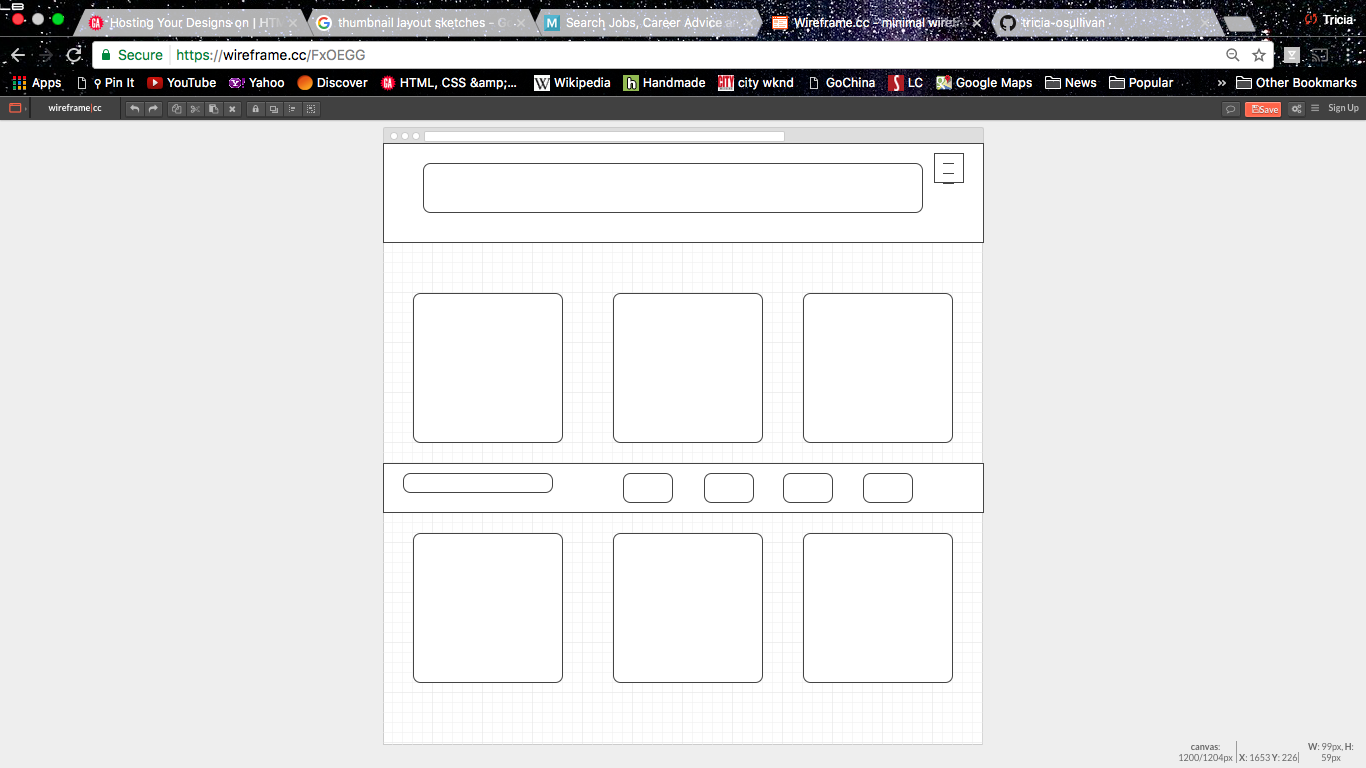 Hosting Your Designs on | HTM
thumbnail layout sketches - G
Search Jobs, Career Advice a
Wireframe.cc - minimal wire
tricia-osullivan
Tricia
Secure
https://wireframe.cc/FxOEGG
Apps
Pin It
YouTube
Yahoo
Discover
HTML, CSS &amp;...
Wikipedia
Handmade
city wknd
GoChina
LC
Google Maps
News
Popular
»
Other Bookmarks
wireframe|cc
Save
Sign Up
canvas:
1200/1204px
X: 1653 Y: 226
W: 99px, H:
59px